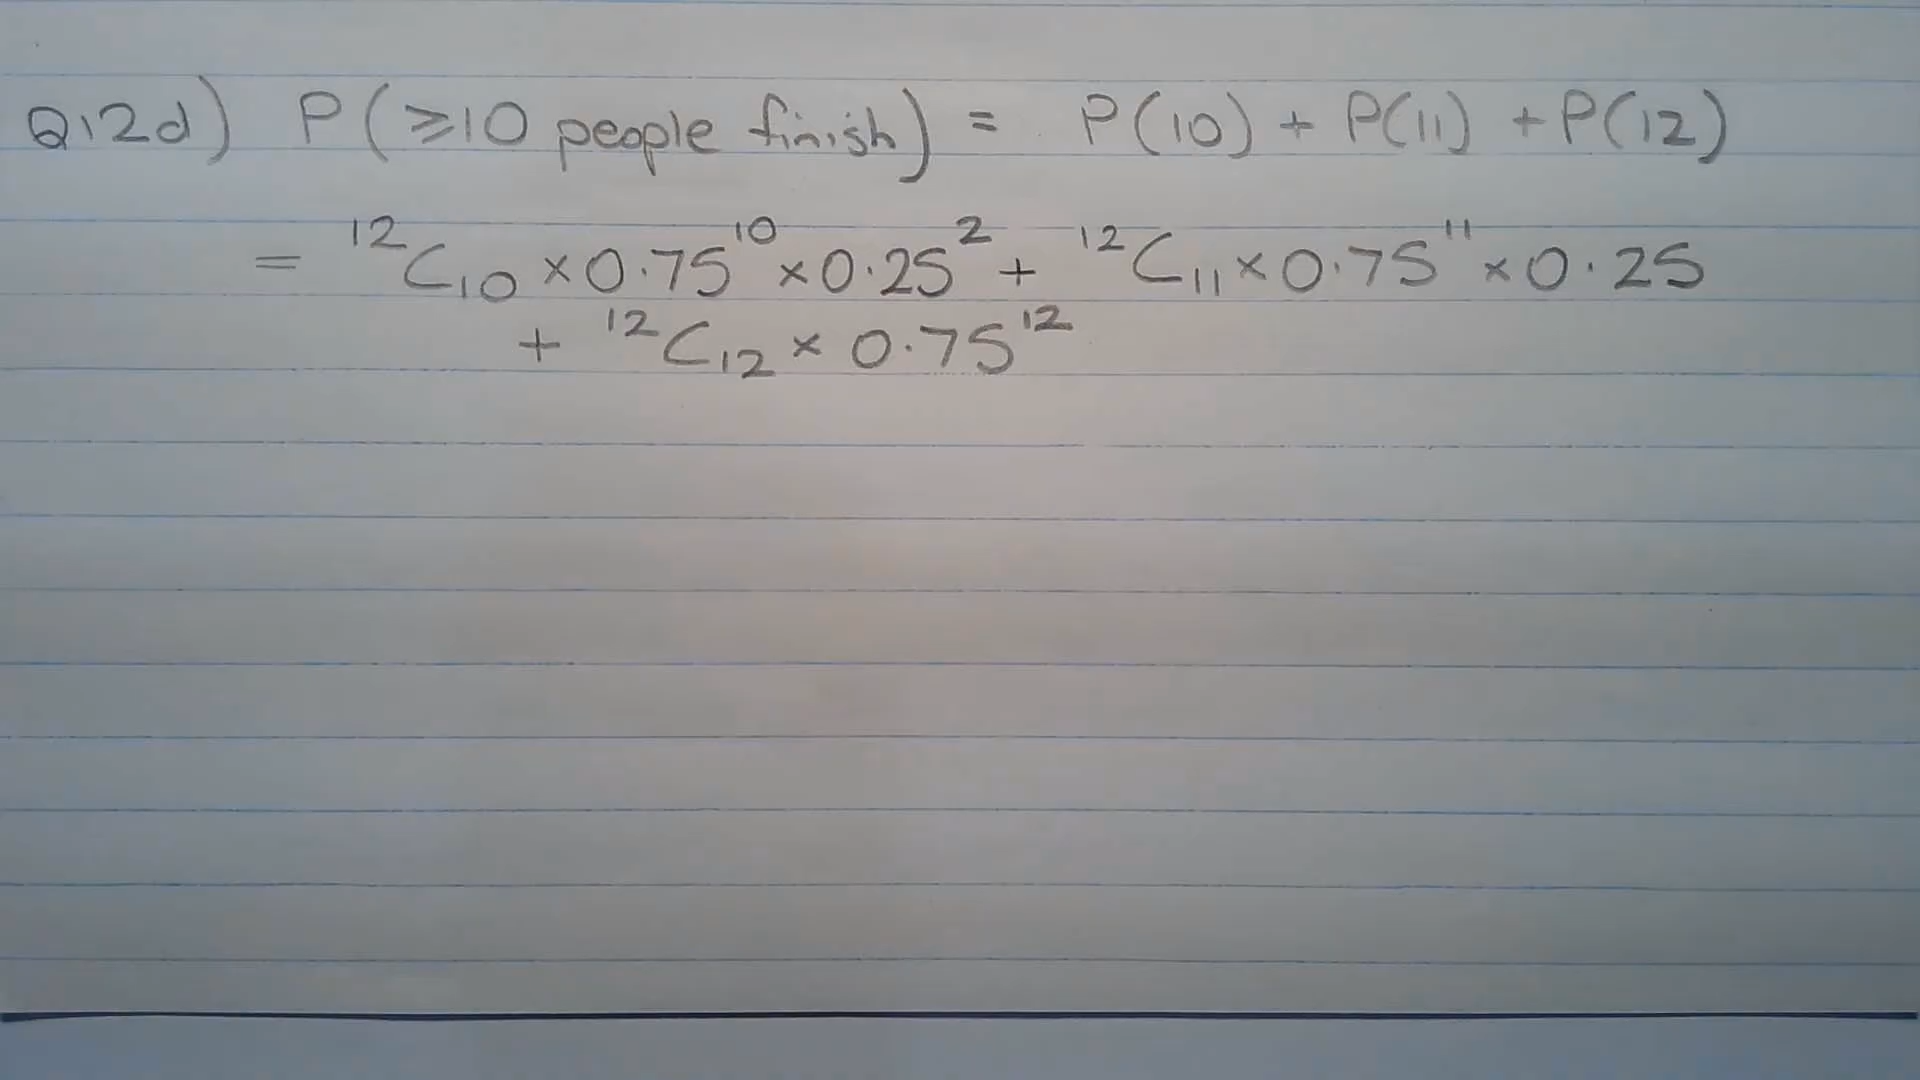 Q12d) P(≥10 people finish) = P(10) + P(11) + P(12)
= ¹²C₁₀ × 0.75¹⁰ × 0.25² + ¹²C₁₁ × 0.75¹¹ × 0.25
+ ¹²C₁₂ × 0.75¹²